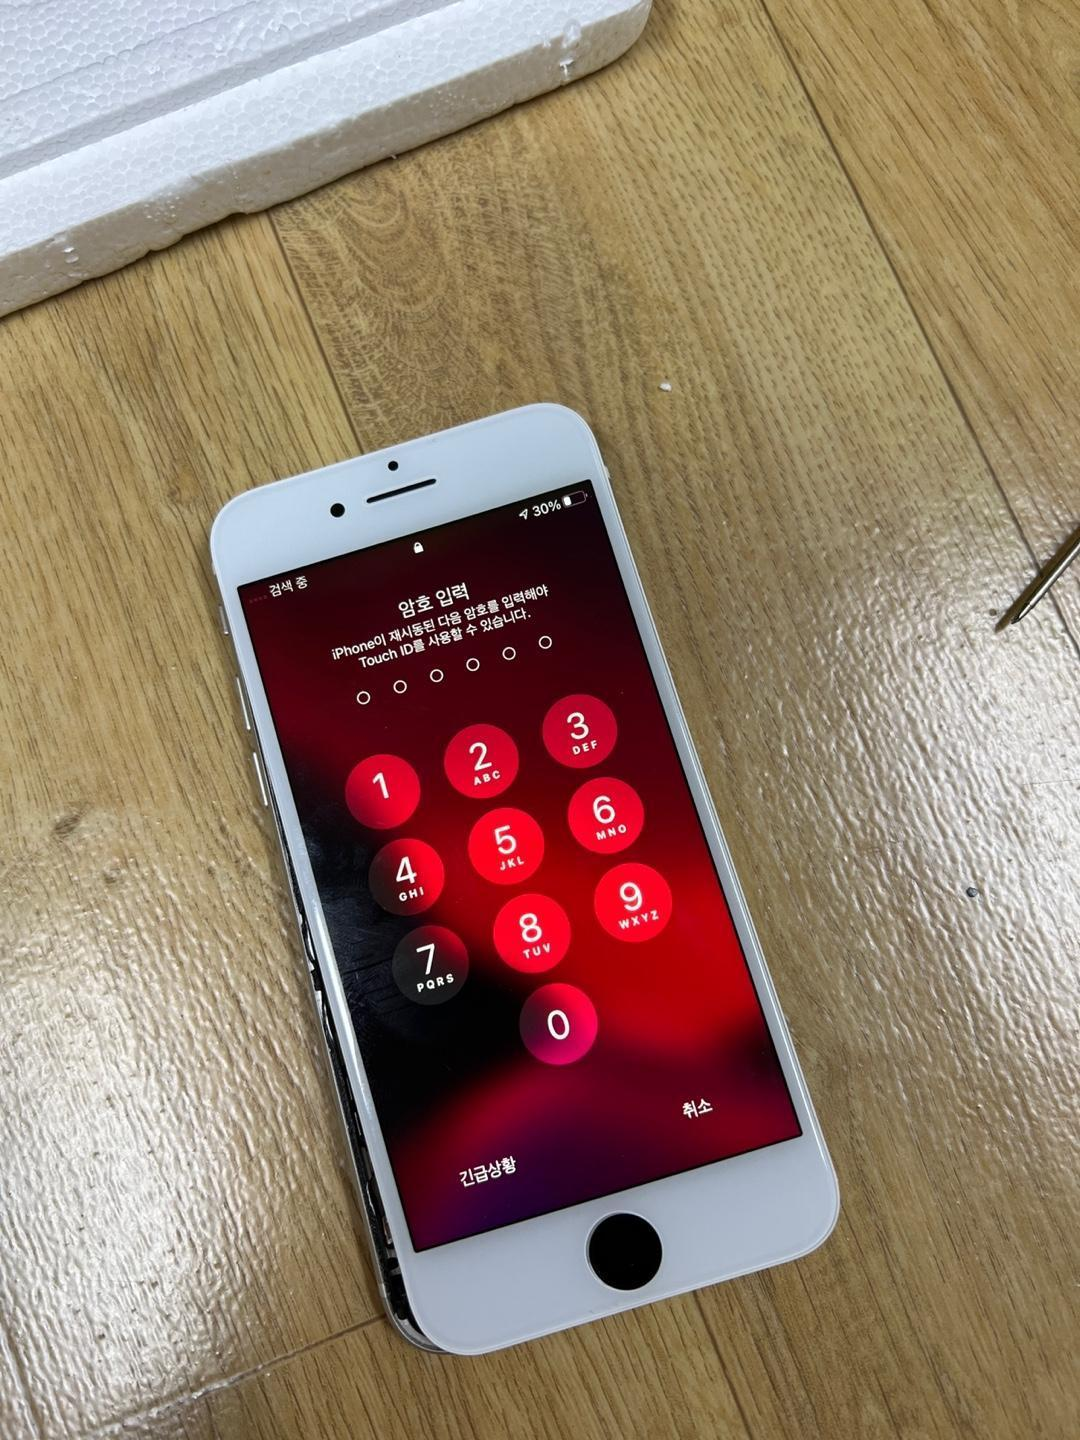 검색 중
30%
암호 입력
iPhone이 재시동된 다음 암호를 입력해야
Touch ID를 사용할 수 있습니다.
1
2
ABC
3
DEF
4
GHI
5
JKL
6
MNO
7
PQRS
8
TUV
9
WXYZ
0
긴급상황
취소